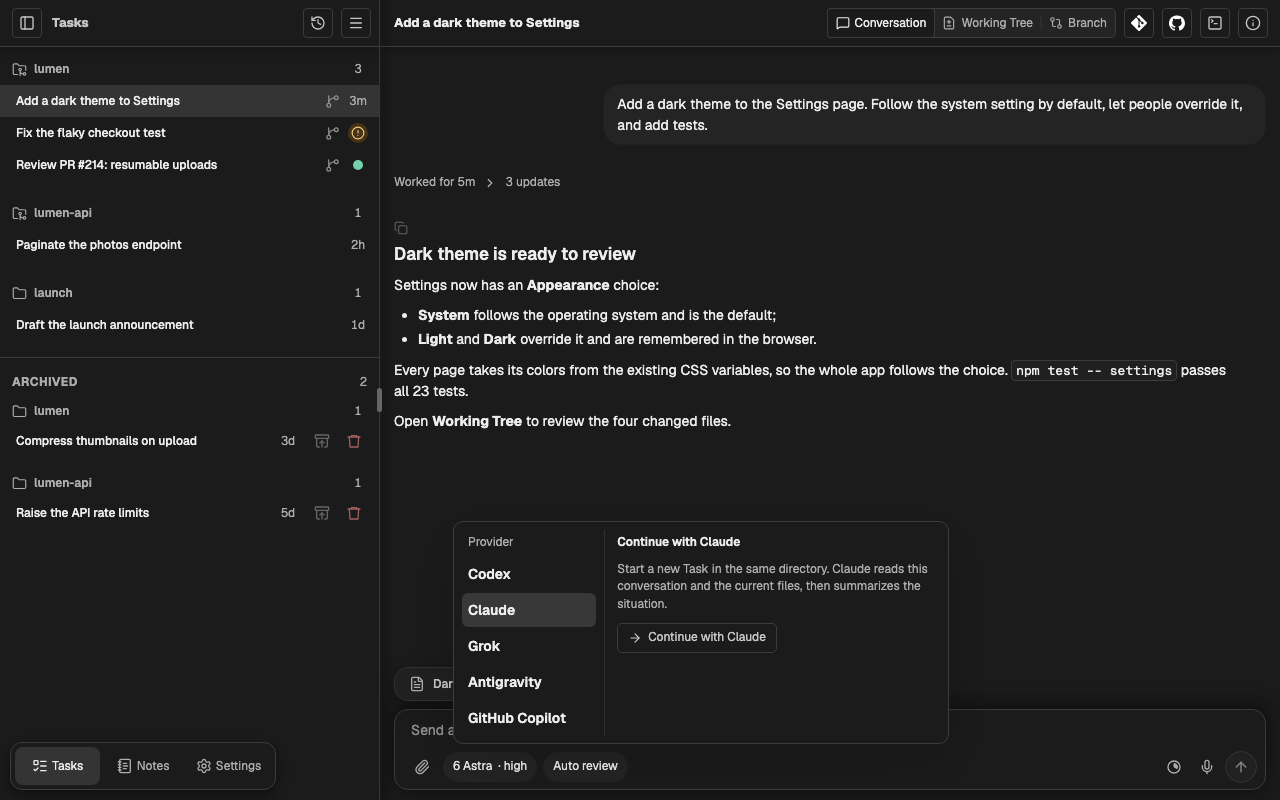 Tasks
Add a dark theme to Settings
Conversation
Working Tree
Branch
lumen
3
Add a dark theme to Settings
3m
Fix the flaky checkout test
Review PR #214: resumable uploads
lumen-api
1
Paginate the photos endpoint
2h
launch
1
Draft the launch announcement
1d
ARCHIVED
2
lumen
1
Compress thumbnails on upload
3d
lumen-api
1
Raise the API rate limits
5d
Tasks
Notes
Settings
Add a dark theme to the Settings page. Follow the system setting by default, let people override it,
and add tests.
Worked for 5m
3 updates
Dark theme is ready to review
Settings now has an Appearance choice:
• System follows the operating system and is the default;
• Light and Dark override it and are remembered in the browser.
Every page takes its colors from the existing CSS variables, so the whole app follows the choice. npm test -- settings passes
all 23 tests.
Open Working Tree to review the four changed files.
Provider
Codex
Claude
Grok
Antigravity
GitHub Copilot
Continue with Claude
Start a new Task in the same directory. Claude reads this
conversation and the current files, then summarizes the
situation.
Continue with Claude
Send
6 Astra · high
Auto review